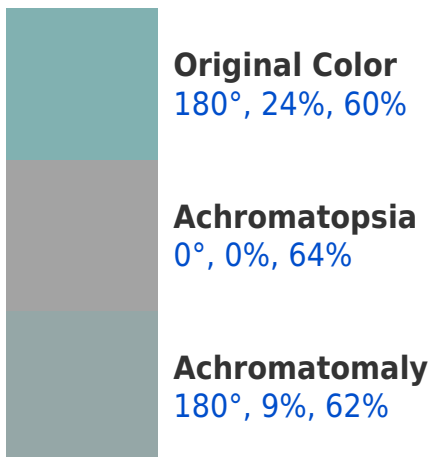 Original Color
180°, 24%, 60%
Achromatopsia
0°, 0%, 64%
Achromatomaly
180°, 9%, 62%